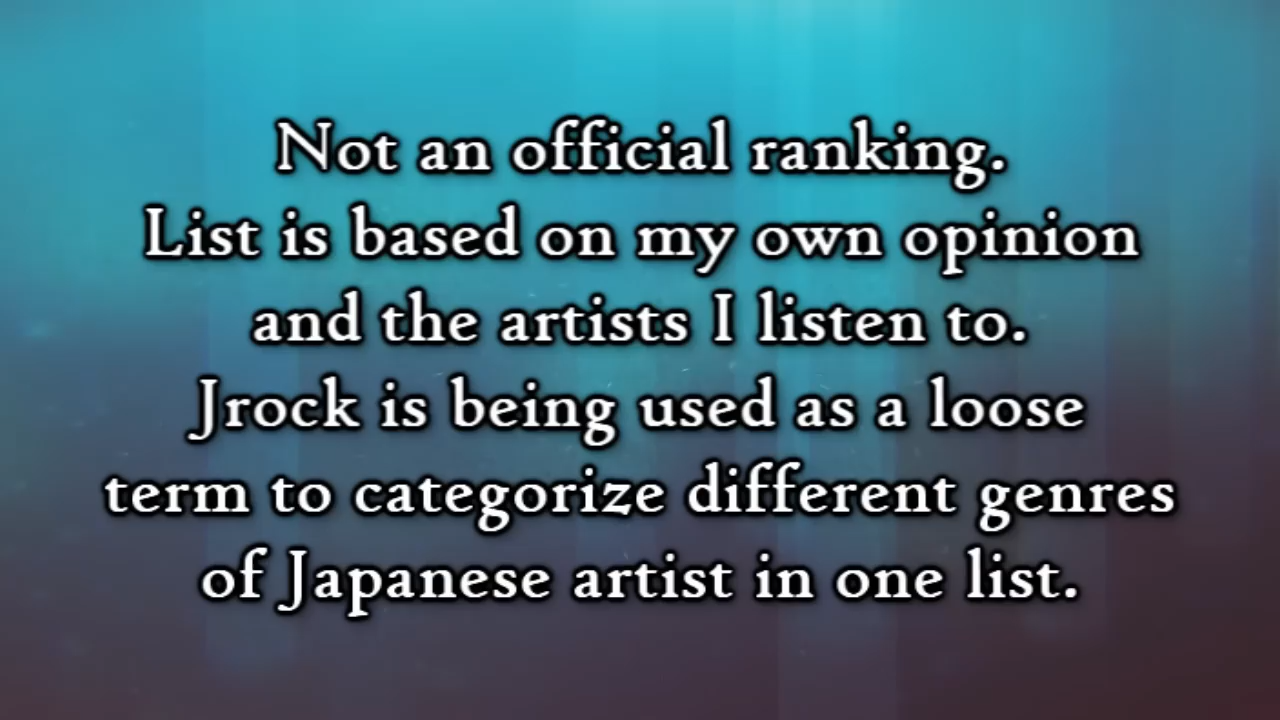 Not an official ranking.
List is based on my own opinion
and the artists I listen to.
Jrock is being used as a loose
term to categorize different genres
of Japanese artist in one list.